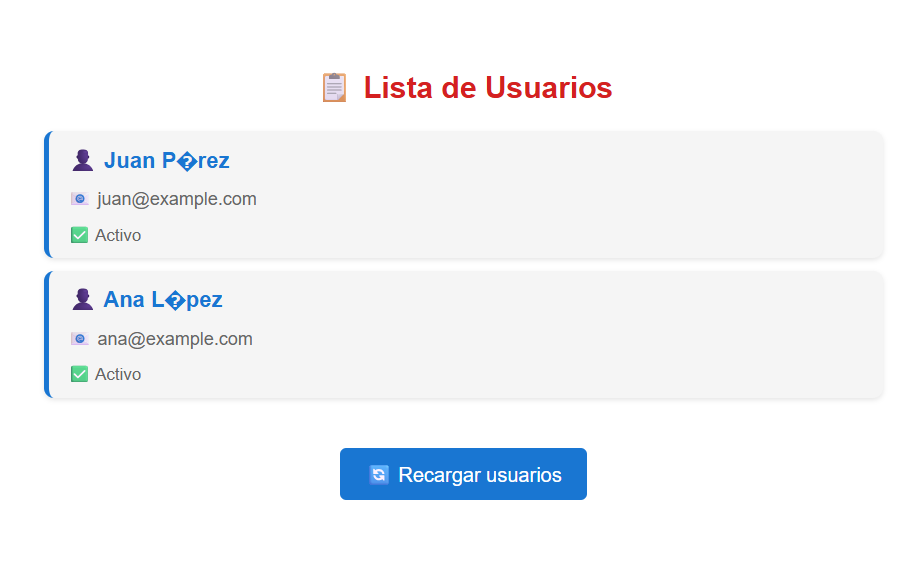 📋 Lista de Usuarios
👤 Juan P�rez
📧 juan@example.com
✅ Activo
👤 Ana L�pez
📧 ana@example.com
✅ Activo
🔄 Recargar usuarios